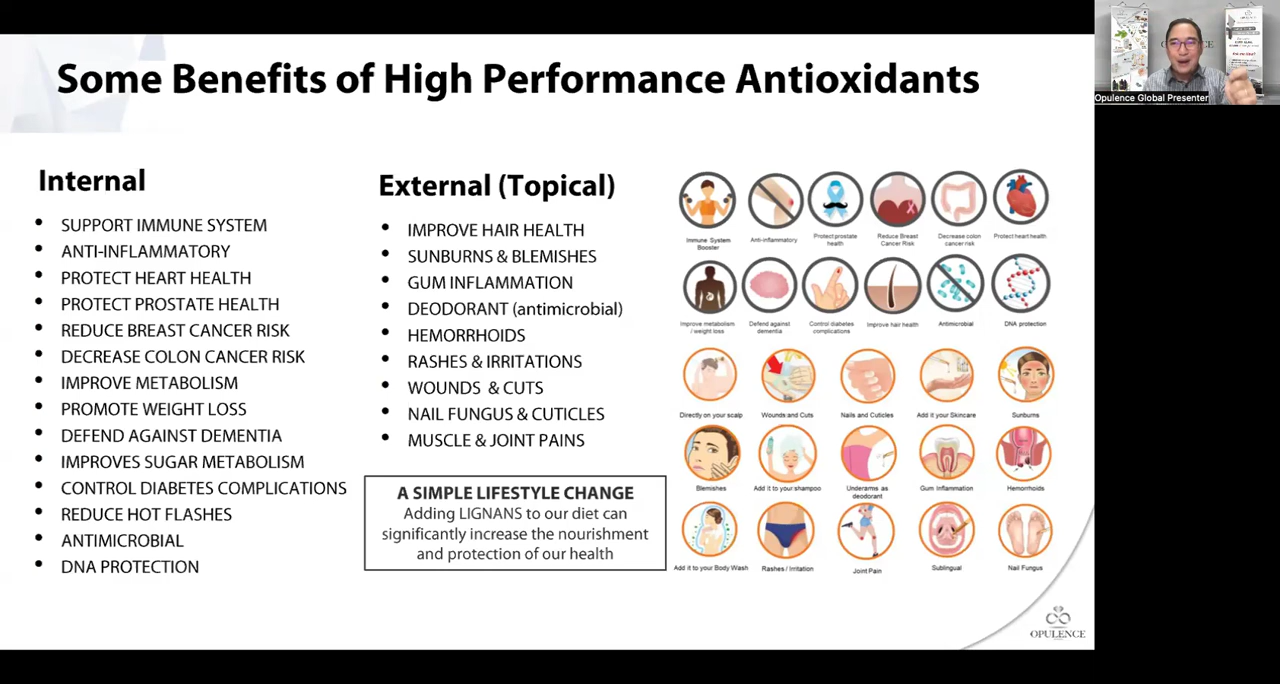 Some Benefits of High Performance Antioxidants
Opulence Global Presenter
Internal
• SUPPORT IMMUNE SYSTEM
• ANTI-INFLAMMATORY
• PROTECT HEART HEALTH
• PROTECT PROSTATE HEALTH
• REDUCE BREAST CANCER RISK
• DECREASE COLON CANCER RISK
• IMPROVE METABOLISM
• PROMOTE WEIGHT LOSS
• DEFEND AGAINST DEMENTIA
• IMPROVES SUGAR METABOLISM
• CONTROL DIABETES COMPLICATIONS
• REDUCE HOT FLASHES
• ANTIMICROBIAL
• DNA PROTECTION
External (Topical)
• IMPROVE HAIR HEALTH
• SUNBURNS & BLEMISHES
• GUM INFLAMMATION
• DEODORANT (antimicrobial)
• HEMORRHOIDS
• RASHES & IRRITATIONS
• WOUNDS & CUTS
• NAIL FUNGUS & CUTICLES
• MUSCLE & JOINT PAINS
A SIMPLE LIFESTYLE CHANGE
Adding LIGNANS to our diet can
significantly increase the nourishment
and protection of our health
Immune System
Booster
Anti-inflammatory
Protect prostate
health
Reduce Breast
Cancer Risk
Decrease colon
cancer risk
Protect heart health
Improve metabolism
/ weight loss
Defend against
dementia
Control diabetes
complications
Improve hair health
Antimicrobial
DNA protection
Directly on your scalp
Wounds and Cuts
Nails and Cuticles
Add it your Skincare
Sunburns
Blemishes
Add it to your shampoo
Underarms as
deodorant
Gum Inflammation
Hemorrhoids
Add it to your Body Wash
Rashes / Irritation
Joint Pain
Sublingual
Nail Fungus
OPULENCE